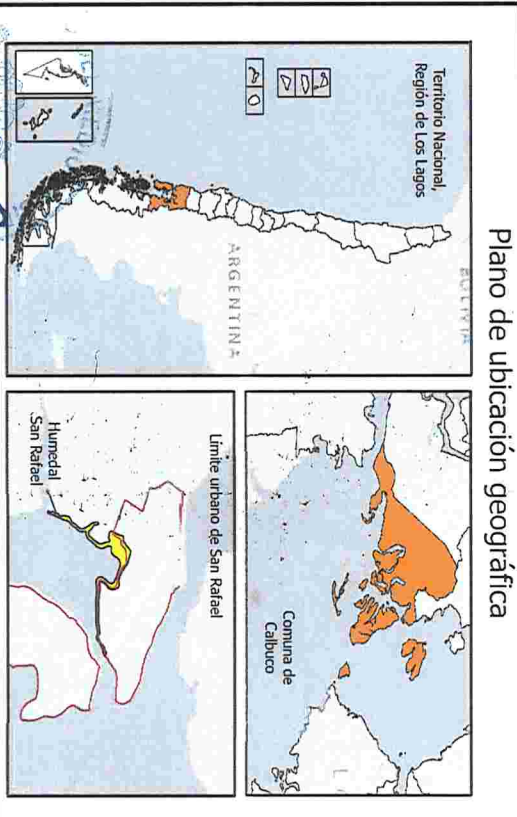 Plano de ubicación geográfica
Territorio Nacional,
Región de Los Lagos
BOLIVIA
ARGENTINA
Comuna de
Calbuco
Límite urbano de San Rafael
Humedal
San Rafael